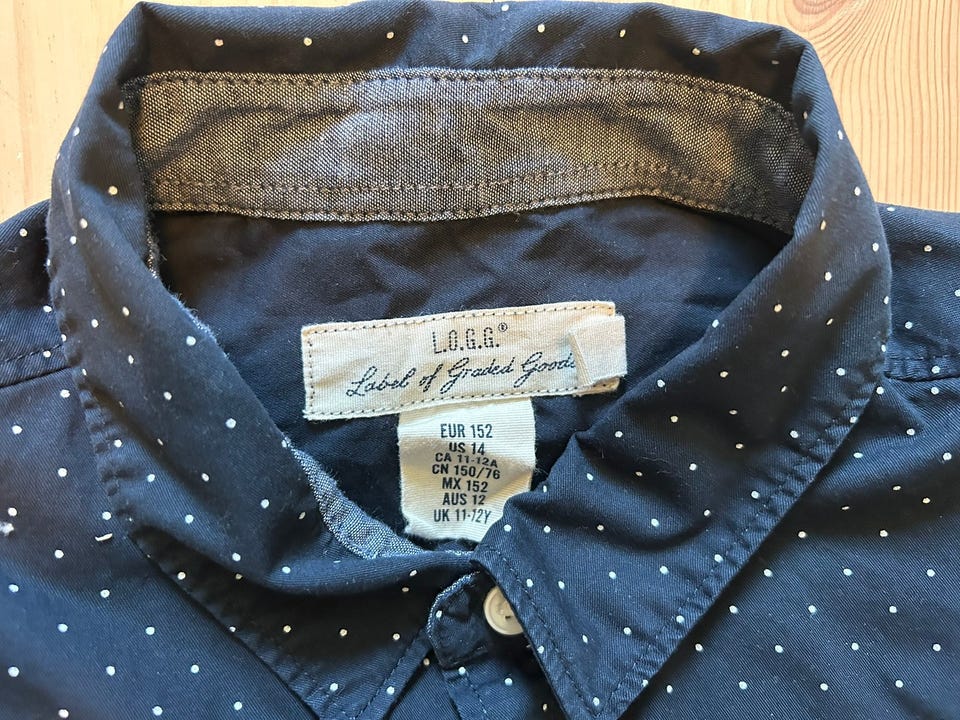 L.O.G.G.®
Label of Graded Goods
EUR 152
US 14
CA 11-12A
CN 150/76
MX 152
AUS 12
UK 11-12Y